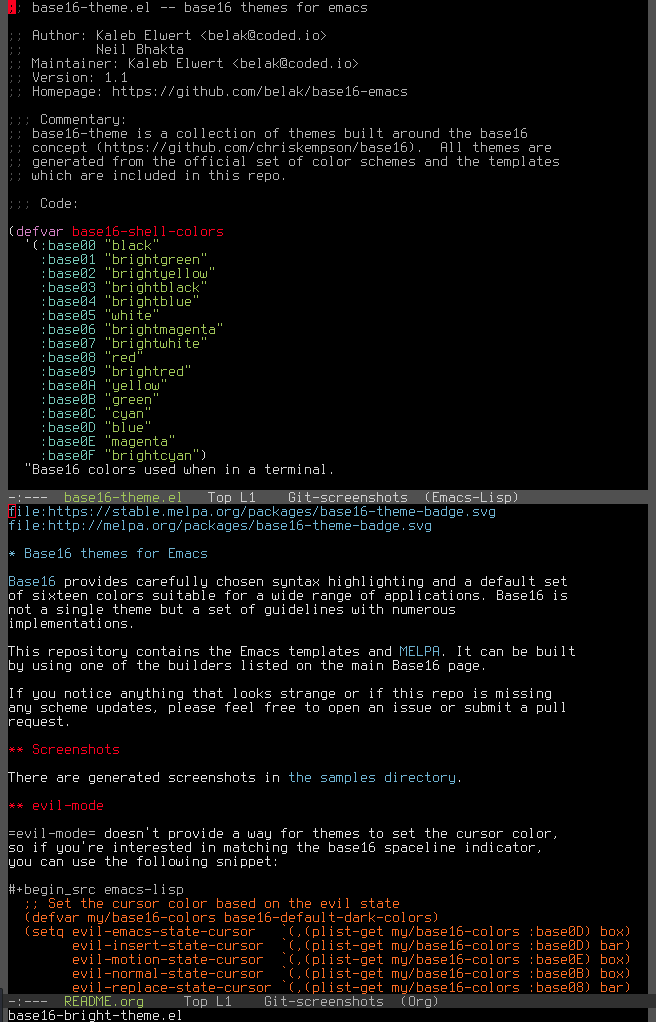 ;; base16-theme.el -- base16 themes for emacs
;; Author: Kaleb Elwert <belak@coded.io>
;;         Neil Bhakta
;; Maintainer: Kaleb Elwert <belak@coded.io>
;; Version: 1.1
;; Homepage: https://github.com/belak/base16-emacs
;;; Commentary:
;; base16-theme is a collection of themes built around the base16
;; concept (https://github.com/chriskempson/base16).  All themes are
;; generated from the official set of color schemes and the templates
;; which are included in this repo.
;;; Code:
(defvar base16-shell-colors
  '(:base00 "black"
    :base01 "brightgreen"
    :base02 "brightyellow"
    :base03 "brightblack"
    :base04 "brightblue"
    :base05 "white"
    :base06 "brightmagenta"
    :base07 "brightwhite"
    :base08 "red"
    :base09 "brightred"
    :base0A "yellow"
    :base0B "green"
    :base0C "cyan"
    :base0D "blue"
    :base0E "magenta"
    :base0F "brightcyan")
  "Base16 colors used when in a terminal.
-:---  base16-theme.el   Top L1    Git-screenshots  (Emacs-Lisp)
file:https://stable.melpa.org/packages/base16-theme-badge.svg
file:http://melpa.org/packages/base16-theme-badge.svg
* Base16 themes for Emacs
Base16 provides carefully chosen syntax highlighting and a default set
of sixteen colors suitable for a wide range of applications. Base16 is
not a single theme but a set of guidelines with numerous
implementations.
This repository contains the Emacs templates and MELPA. It can be built
by using one of the builders listed on the main Base16 page.
If you notice anything that looks strange or if this repo is missing
any scheme updates, please feel free to open an issue or submit a pull
request.
** Screenshots
There are generated screenshots in the samples directory.
** evil-mode
=evil-mode= doesn't provide a way for themes to set the cursor color,
so if you're interested in matching the base16 spaceline indicator,
you can use the following snippet:
#+begin_src emacs-lisp
  ;; Set the cursor color based on the evil state
  (defvar my/base16-colors base16-default-dark-colors)
  (setq evil-emacs-state-cursor   `(,(plist-get my/base16-colors :base0D) box)
        evil-insert-state-cursor  `(,(plist-get my/base16-colors :base0D) bar)
        evil-motion-state-cursor  `(,(plist-get my/base16-colors :base0E) box)
        evil-normal-state-cursor  `(,(plist-get my/base16-colors :base0B) box)
        evil-replace-state-cursor `(,(plist-get my/base16-colors :base08) bar)
-:---  README.org     Top L1    Git-screenshots  (Org)
base16-bright-theme.el